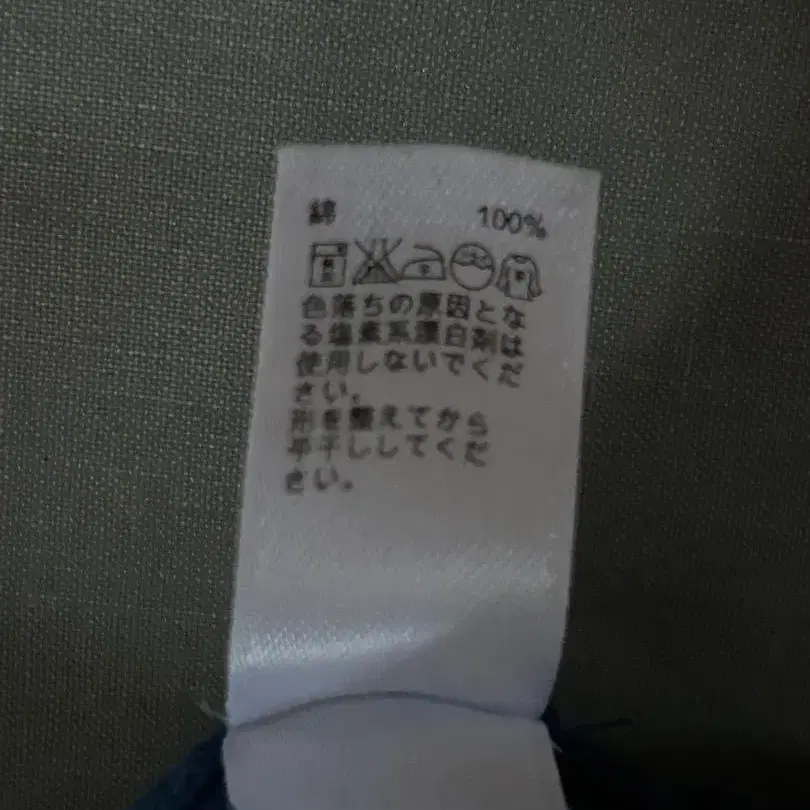 綿 100%
色落ちの原因とな
る塩素系漂白剤は
使用しないでくだ
さい。
形を整えてから
平干ししてくだ
さい。